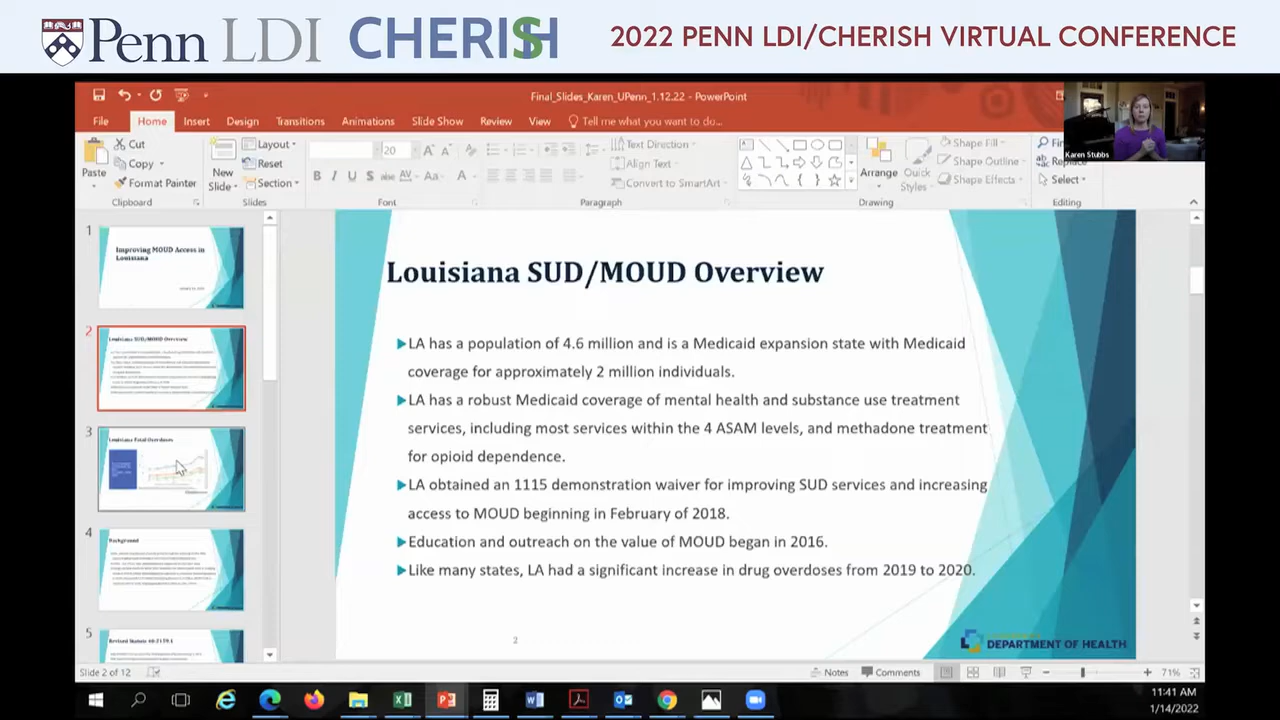 Penn LDI CHERISH 2022 PENN LDI/CHERISH VIRTUAL CONFERENCE
Final_Slides_Karen_UPenn_1.12.22 - PowerPoint
File Home Insert Design Transitions Animations Slide Show Review View Tell me what you want to do...
Paste
Cut
Copy
Format Painter
Clipboard
New
Slide
Layout
Reset
Section
Slides
20
B I U S abc AV Aa A
Font
Text Direction
Align Text
Convert to SmartArt
Paragraph
Arrange
Quick
Styles
Shape Fill
Shape Outline
Shape Effects
Drawing
Select
Editing
Karen Stubbs
1
Improving MOUD Access in
Louisiana
2
Louisiana SUD/MOUD Overview
3
Louisiana Fatal Overdoses
4
Background
5
Louisiana SUD/MOUD Overview
LA has a population of 4.6 million and is a Medicaid expansion state with Medicaid
coverage for approximately 2 million individuals.
LA has a robust Medicaid coverage of mental health and substance use treatment
services, including most services within the 4 ASAM levels, and methadone treatment
for opioid dependence.
LA obtained an 1115 demonstration waiver for improving SUD services and increasing
access to MOUD beginning in February of 2018.
Education and outreach on the value of MOUD began in 2016.
Like many states, LA had a significant increase in drug overdoses from 2019 to 2020.
2
DEPARTMENT OF HEALTH
Slide 2 of 12 Notes Comments 71%
11:41 AM
1/14/2022